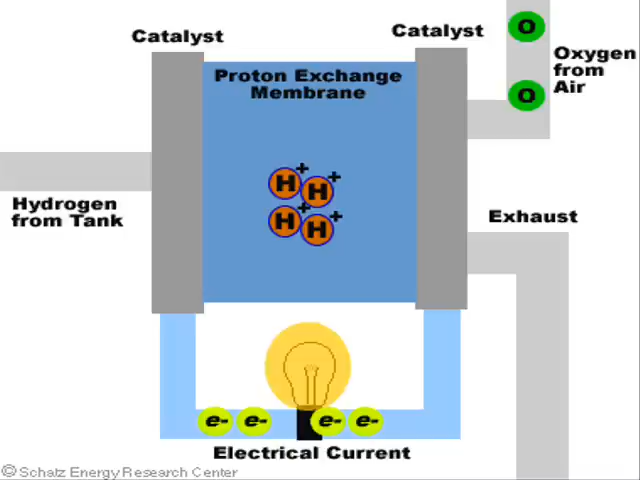 Catalyst
Catalyst
Proton Exchange
Membrane
O
Oxygen
from
Air
O
H+
H+
H+
H+
Hydrogen
from Tank
Exhaust
e-
e-
e-
e-
Electrical Current
© Schatz Energy Research Center